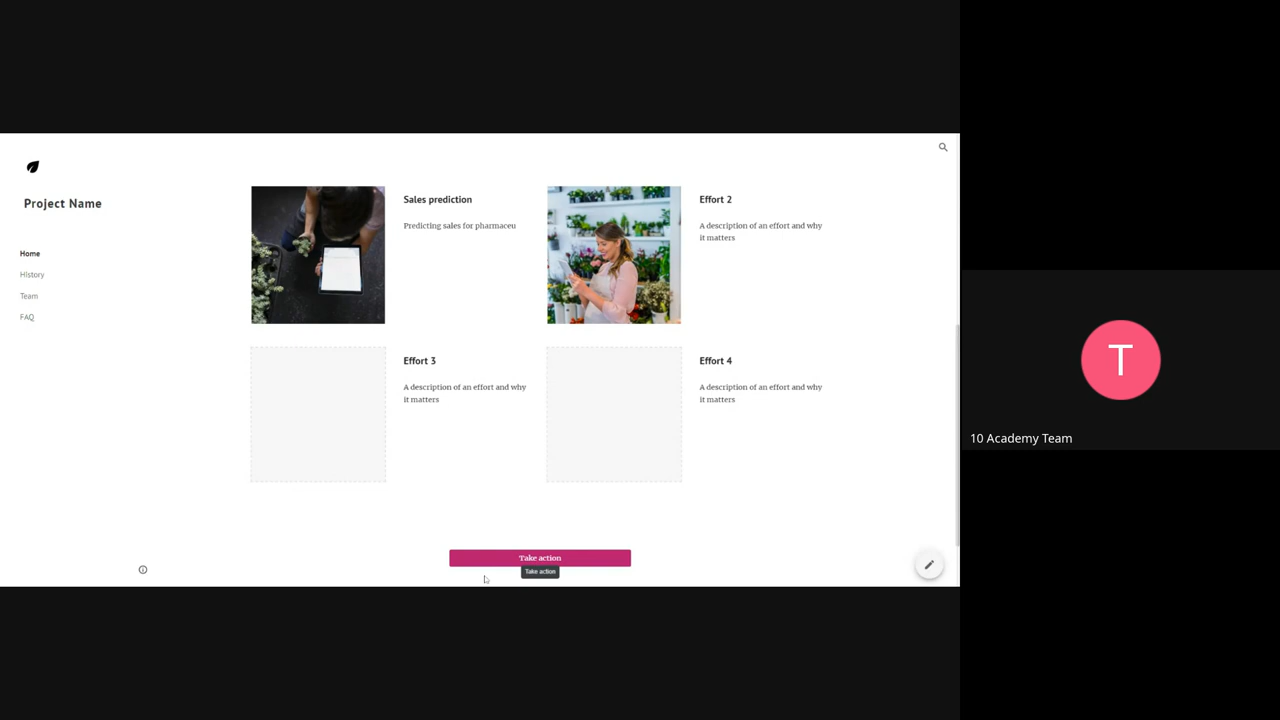 Project Name
Home
History
Team
FAQ
Sales prediction
Predicting sales for pharmaceu
Effort 2
A description of an effort and why
it matters
Effort 3
A description of an effort and why
it matters
Effort 4
A description of an effort and why
it matters
Take action
Take action
T
10 Academy Team